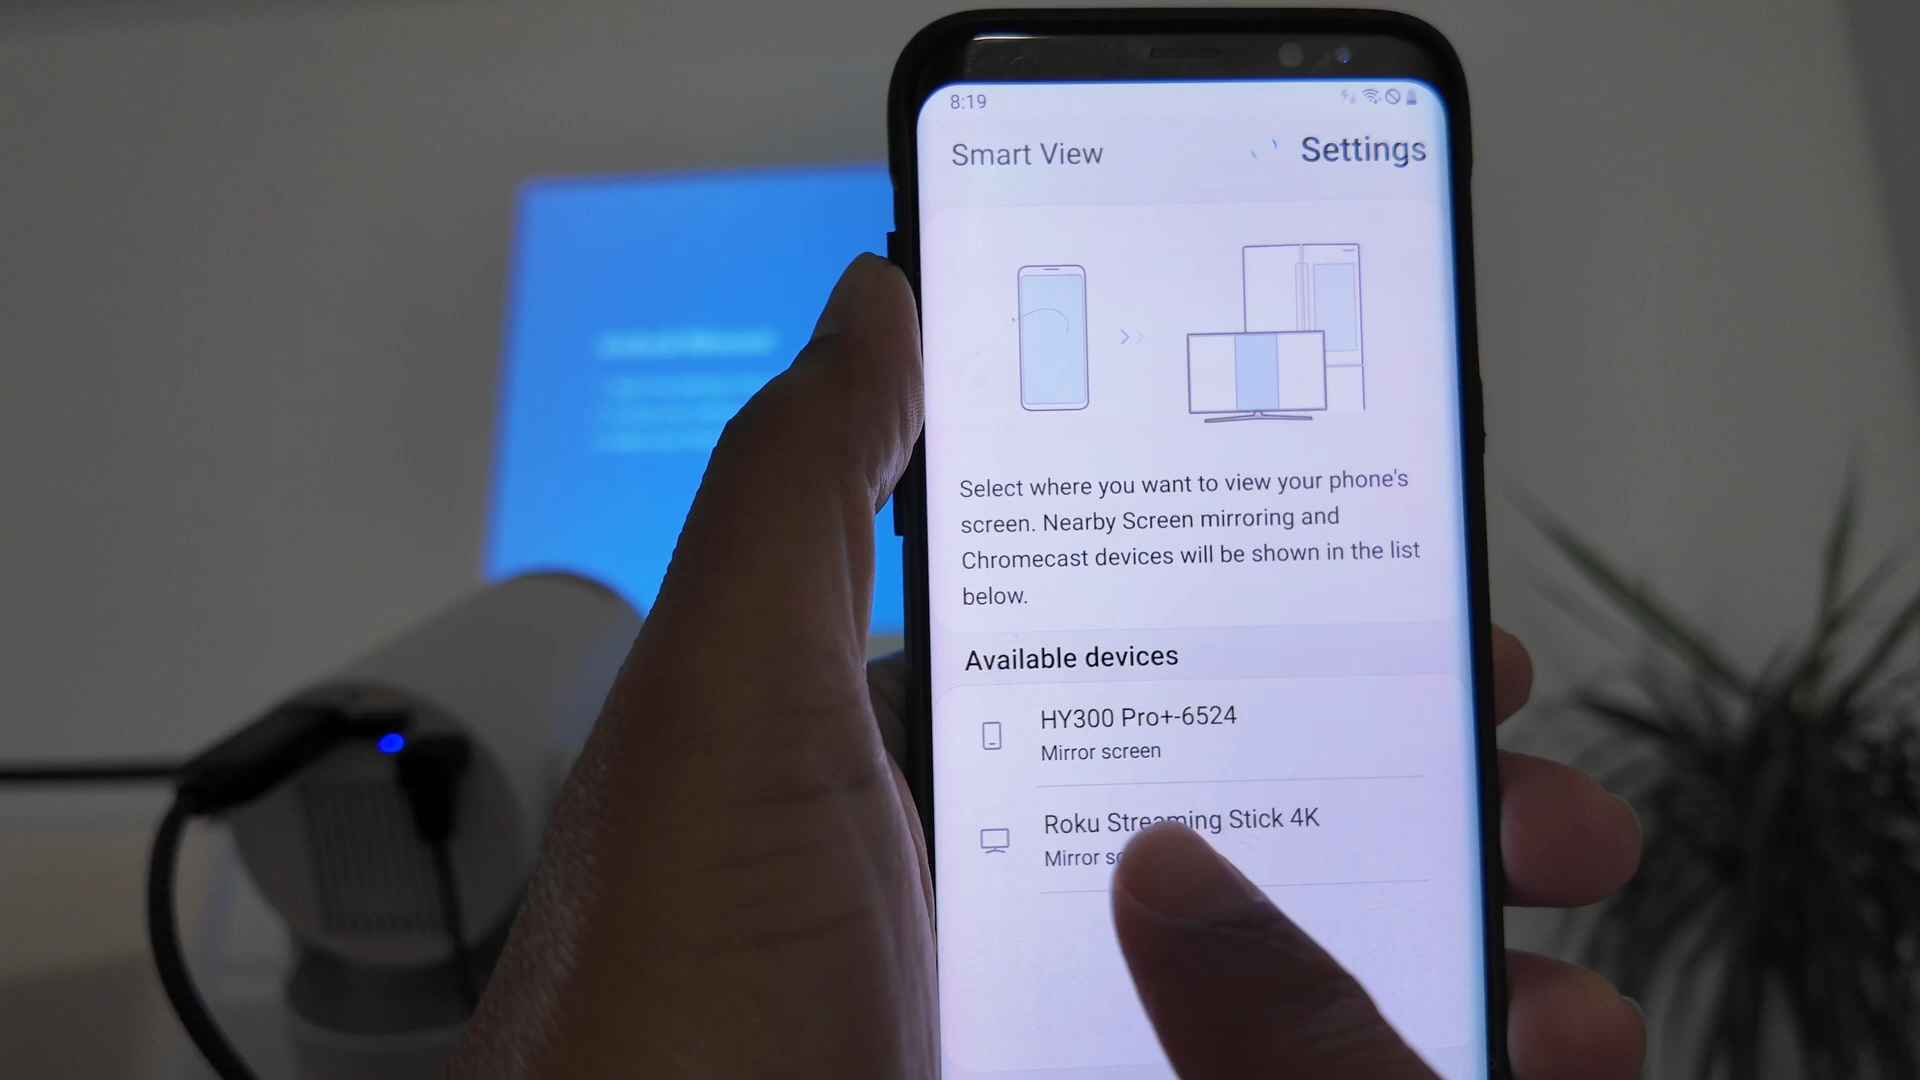 8:19
Smart View
Settings
Select where you want to view your phone's
screen. Nearby Screen mirroring and
Chromecast devices will be shown in the list
below.
Available devices
HY300 Pro+-6524
Mirror screen
Roku Streaming Stick 4K
Mirror